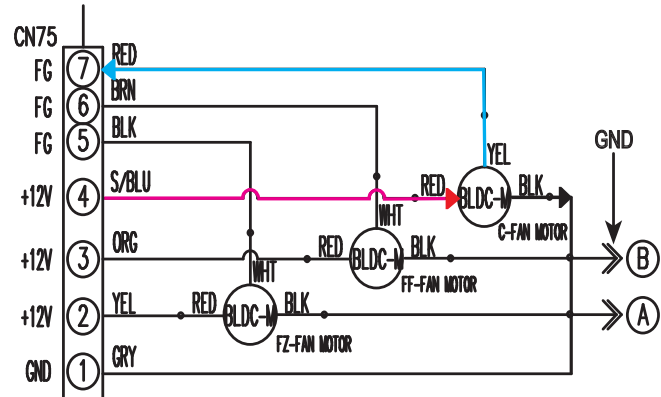 CN75
FG 7 RED
FG 6 BRN
FG 5 BLK
+12V 4 S/BLU
+12V 3 ORG
+12V 2 YEL
GND 1 GRY
YEL
RED BLDC-M BLK
C-FAN MOTOR
WHT
RED BLDC-M BLK
FF-FAN MOTOR
WHT
RED BLDC-M BLK
FZ-FAN MOTOR
GND
B
A